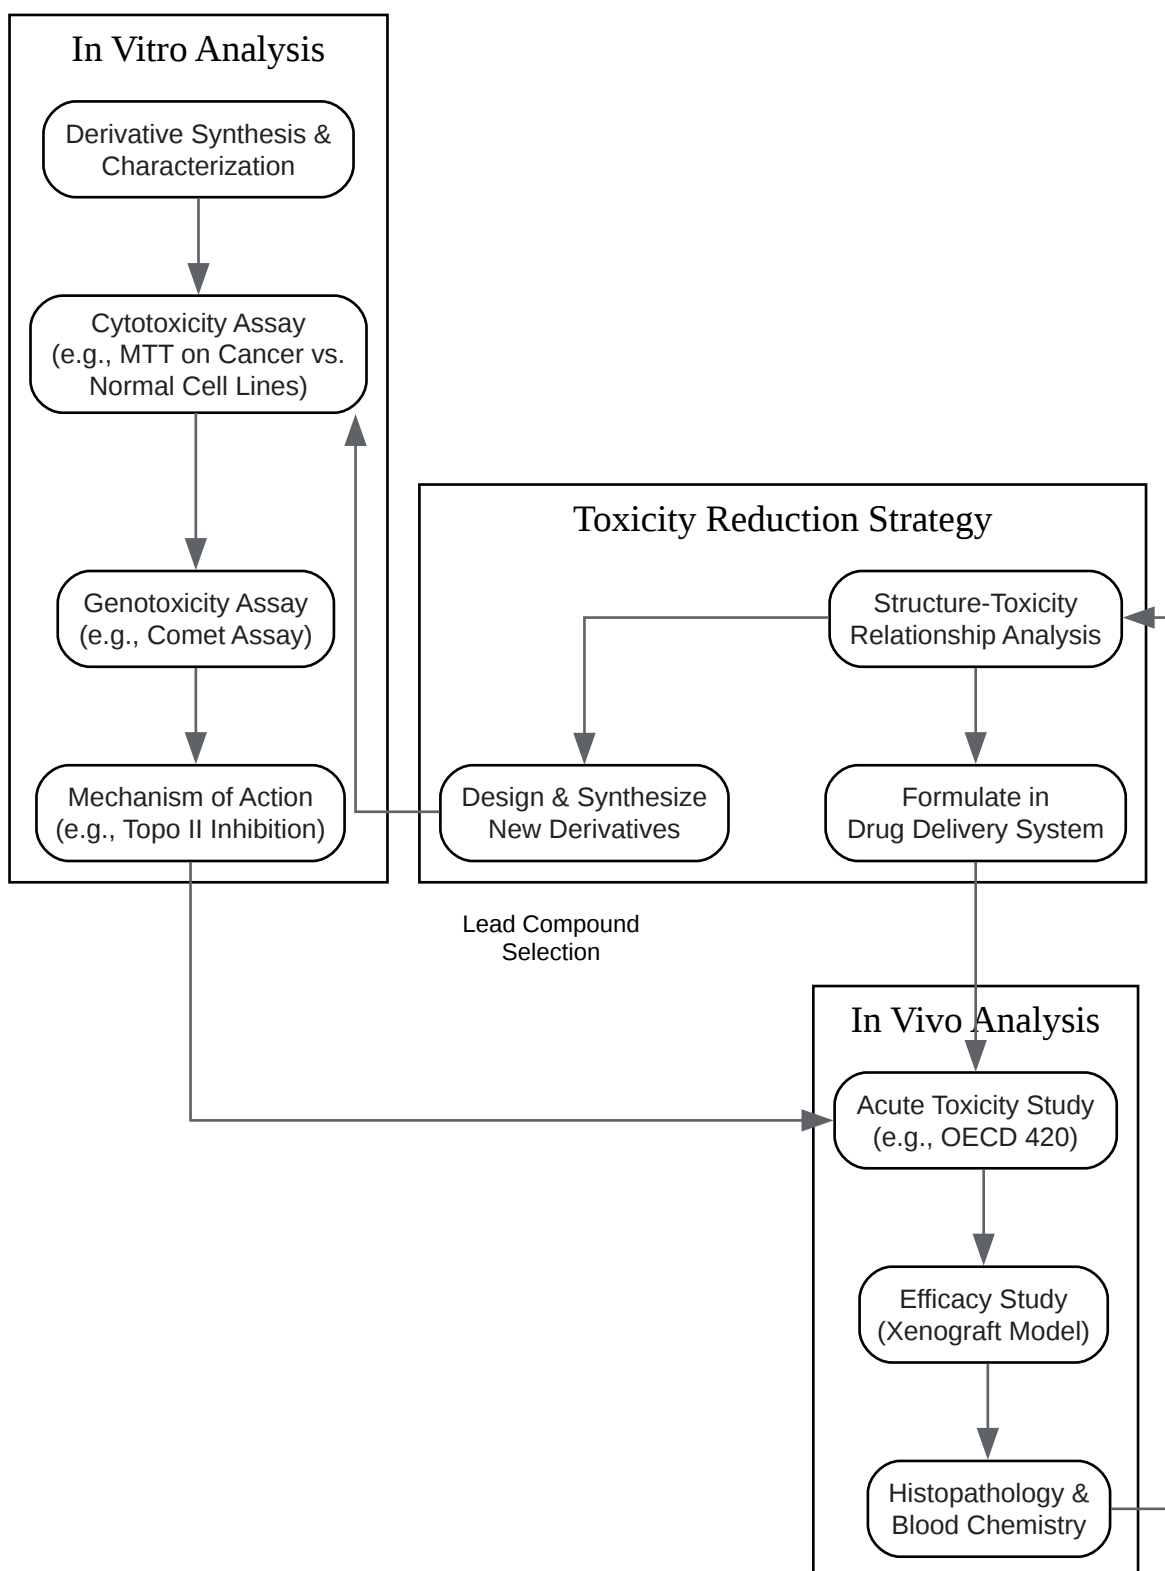 In Vitro Analysis
Derivative Synthesis &
Characterization
Cytotoxicity Assay
(e.g., MTT on Cancer vs.
Normal Cell Lines)
Genotoxicity Assay
(e.g., Comet Assay)
Mechanism of Action
(e.g., Topo II Inhibition)
Toxicity Reduction Strategy
Structure-Toxicity
Relationship Analysis
Design & Synthesize
New Derivatives
Formulate in
Drug Delivery System
Lead Compound
Selection
In Vivo Analysis
Acute Toxicity Study
(e.g., OECD 420)
Efficacy Study
(Xenograft Model)
Histopathology &
Blood Chemistry